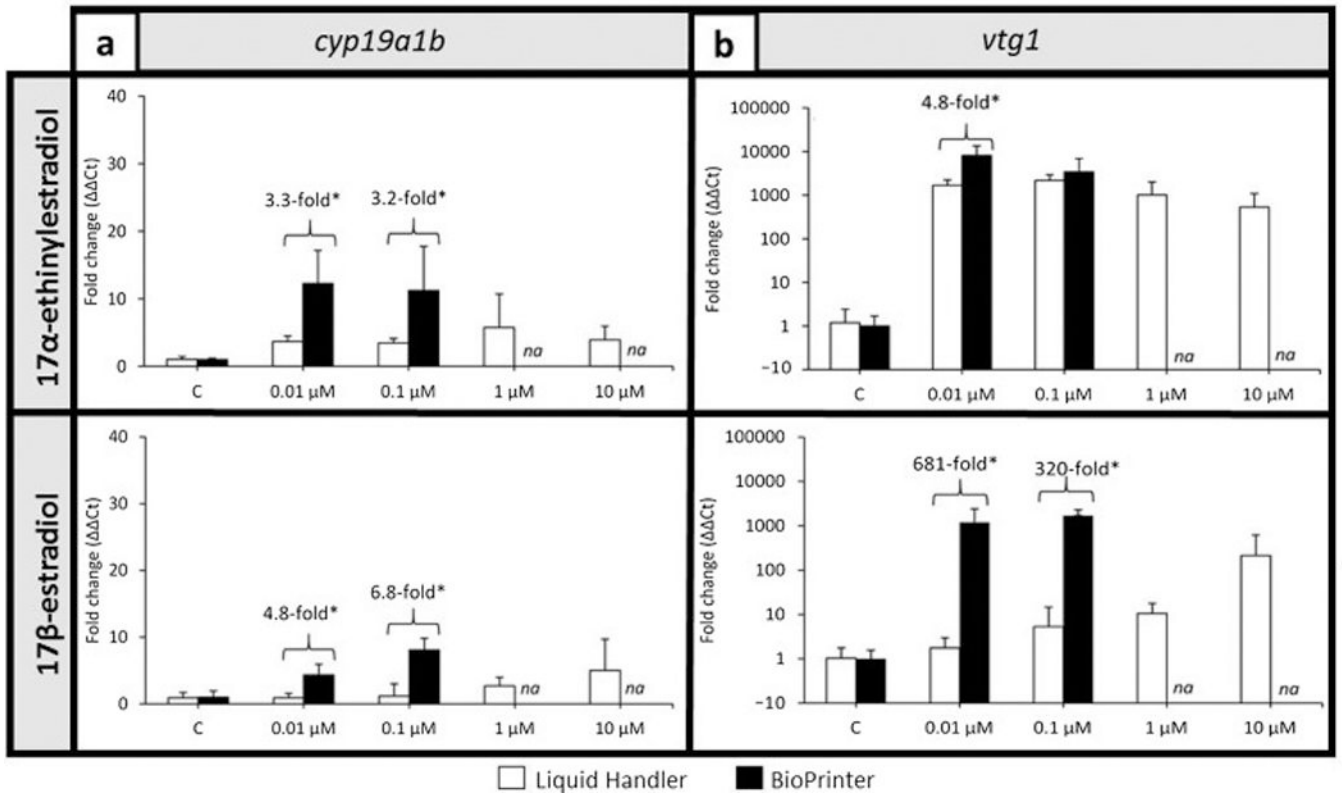 a
cyp19a1b
b
vtg1
17α-ethinylestradiol
Fold change (ΔΔCt)
40
30
20
10
0
3.3-fold*
3.2-fold*
na
na
C
0.01 µM
0.1 µM
1 µM
10 µM
Fold change (ΔΔCt)
100000
10000
1000
100
10
1
–10
4.8-fold*
na
na
C
0.01 µM
0.1 µM
1 µM
10 µM
17β-estradiol
Fold change (ΔΔCt)
40
30
20
10
0
4.8-fold*
6.8-fold*
na
na
C
0.01 µM
0.1 µM
1 µM
10 µM
Fold change (ΔΔCt)
100000
10000
1000
100
10
1
–10
681-fold*
320-fold*
na
na
C
0.01 µM
0.1 µM
1 µM
10 µM
Liquid Handler
BioPrinter